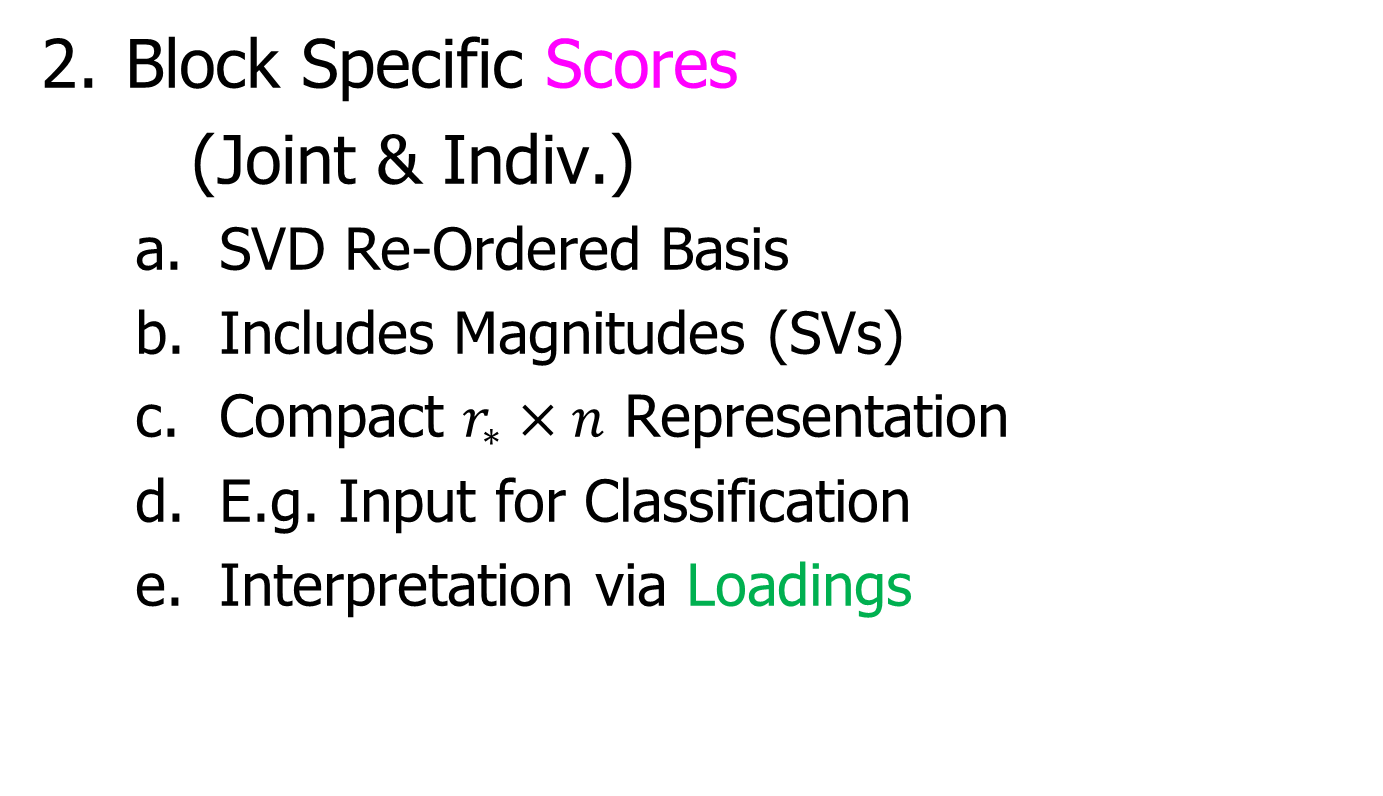 2. Block Specific Scores
(Joint & Indiv.)
a. SVD Re-Ordered Basis
b. Includes Magnitudes (SVs)
c. Compact r* × n Representation
d. E.g. Input for Classification
e. Interpretation via Loadings